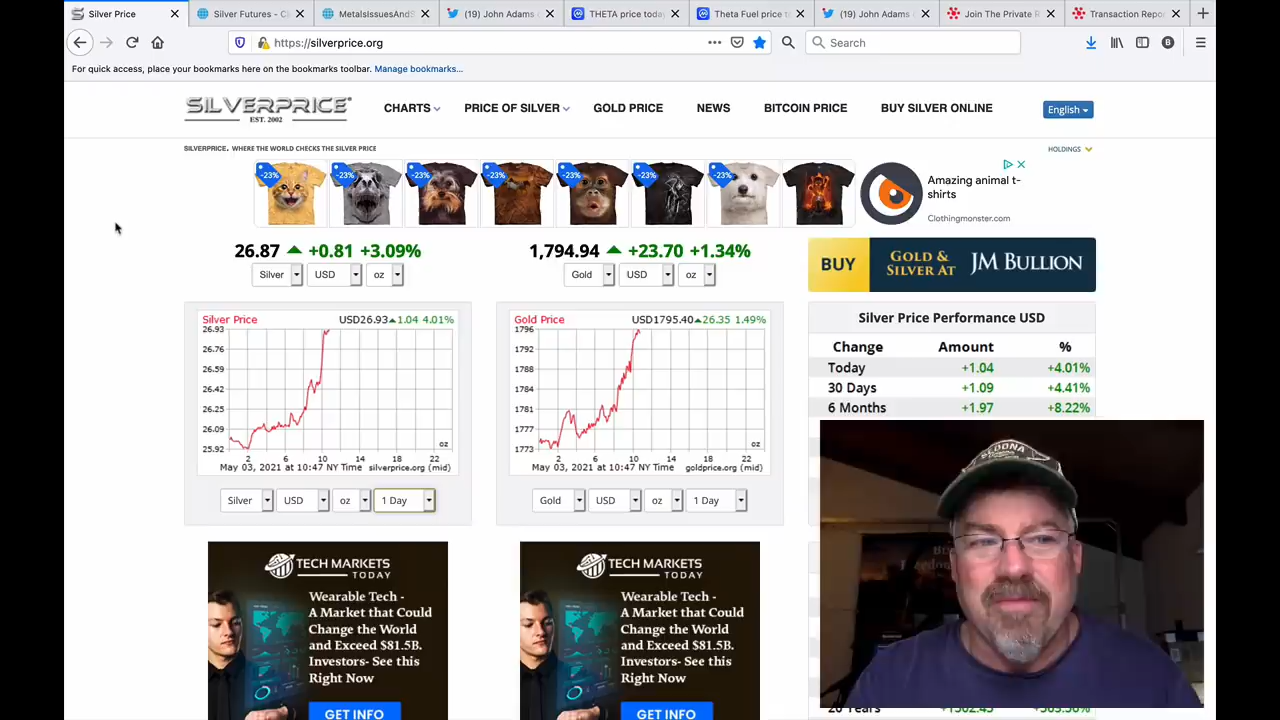 Silver Price
Silver Futures - C
MetalsIssuesAndS
(19) John Adams
THETA price today
Theta Fuel price t
(19) John Adams
Join The Private R
Transaction Repo
https://silverprice.org
Search
For quick access, place your bookmarks here on the bookmarks toolbar. Manage bookmarks...
SILVERPRICE
EST. 2002
CHARTS
PRICE OF SILVER
GOLD PRICE
NEWS
BITCOIN PRICE
BUY SILVER ONLINE
English
SILVERPRICE. WHERE THE WORLD CHECKS THE SILVER PRICE
HOLDINGS
-23% -23% -23% -23% -23% -23% -23%
Amazing animal t-
shirts
Clothingmonster.com
26.87 +0.81 +3.09%
Silver USD oz
1,794.94 +23.70 +1.34%
Gold USD oz
BUY GOLD & SILVER AT JM BULLION
Silver Price USD26.93 1.04 4.01%
26.93
26.76
26.59
26.42
26.25
26.09
25.92
oz
2 6 10 14 18 22
May 03, 2021 at 10:47 NY Time silverprice.org (mid)
Silver USD oz 1 Day
Gold Price USD1795.40 26.35 1.49%
1796
1792
1788
1784
1781
1777
1773
oz
2 6 10 14 18 22
May 03, 2021 at 10:47 NY Time goldprice.org (mid)
Gold USD oz 1 Day
Silver Price Performance USD
Change Amount %
Today +1.04 +4.01%
30 Days +1.09 +4.41%
6 Months +1.97 +8.22%
TECH MARKETS
TODAY
Wearable Tech -
A Market that Could
Change the World
and Exceed $81.5B.
Investors- See this
Right Now
GET INFO
TECH MARKETS
TODAY
Wearable Tech -
A Market that Could
Change the World
and Exceed $81.5B.
Investors- See this
Right Now
GET INFO
SEDONA